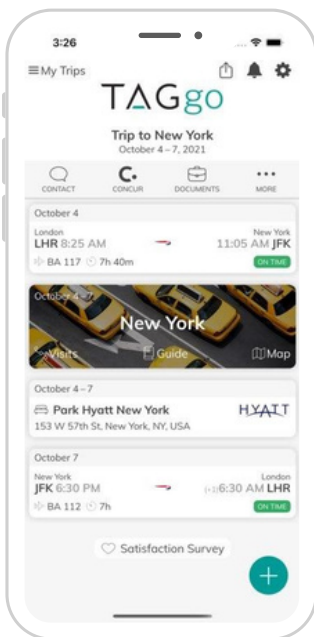 3:26
My Trips
TAGgo
Trip to New York
October 4 – 7, 2021
CONTACT CONCUR DOCUMENTS MORE
October 4
London New York
LHR 8:25 AM 11:05 AM JFK
BA 117 7h 40m ON TIME
October 4 – 7
New York
Visits Guide Map
October 4 – 7
Park Hyatt New York HYATT
153 W 57th St, New York, NY, USA
October 7
New York London
JFK 6:30 PM (+1)6:30 AM LHR
BA 112 7h ON TIME
Satisfaction Survey